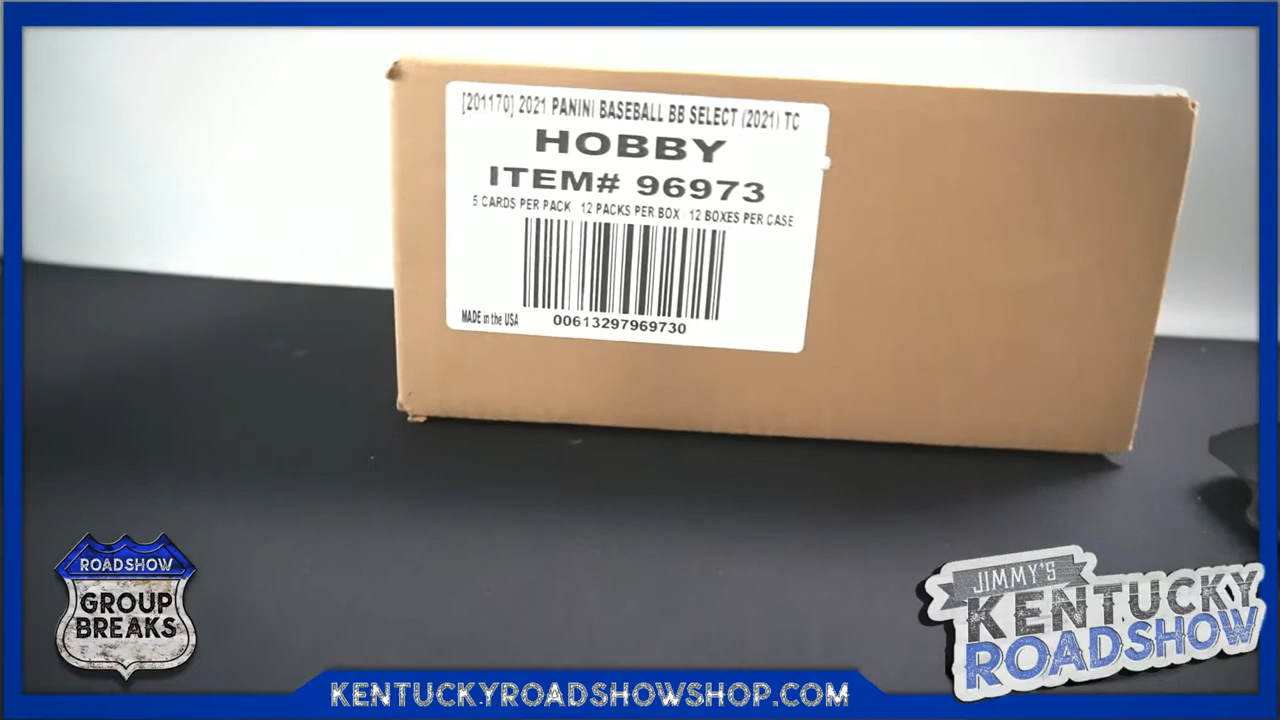 [201170] 2021 PANINI BASEBALL BB SELECT (2021) TC
HOBBY
ITEM# 96973
5 CARDS PER PACK 12 PACKS PER BOX 12 BOXES PER CASE
MADE in the USA
00613297969730
ROADSHOW
GROUP
BREAKS
JIMMY'S
KENTUCKY
ROADSHOW
KENTUCKYROADSHOWSHOP.COM